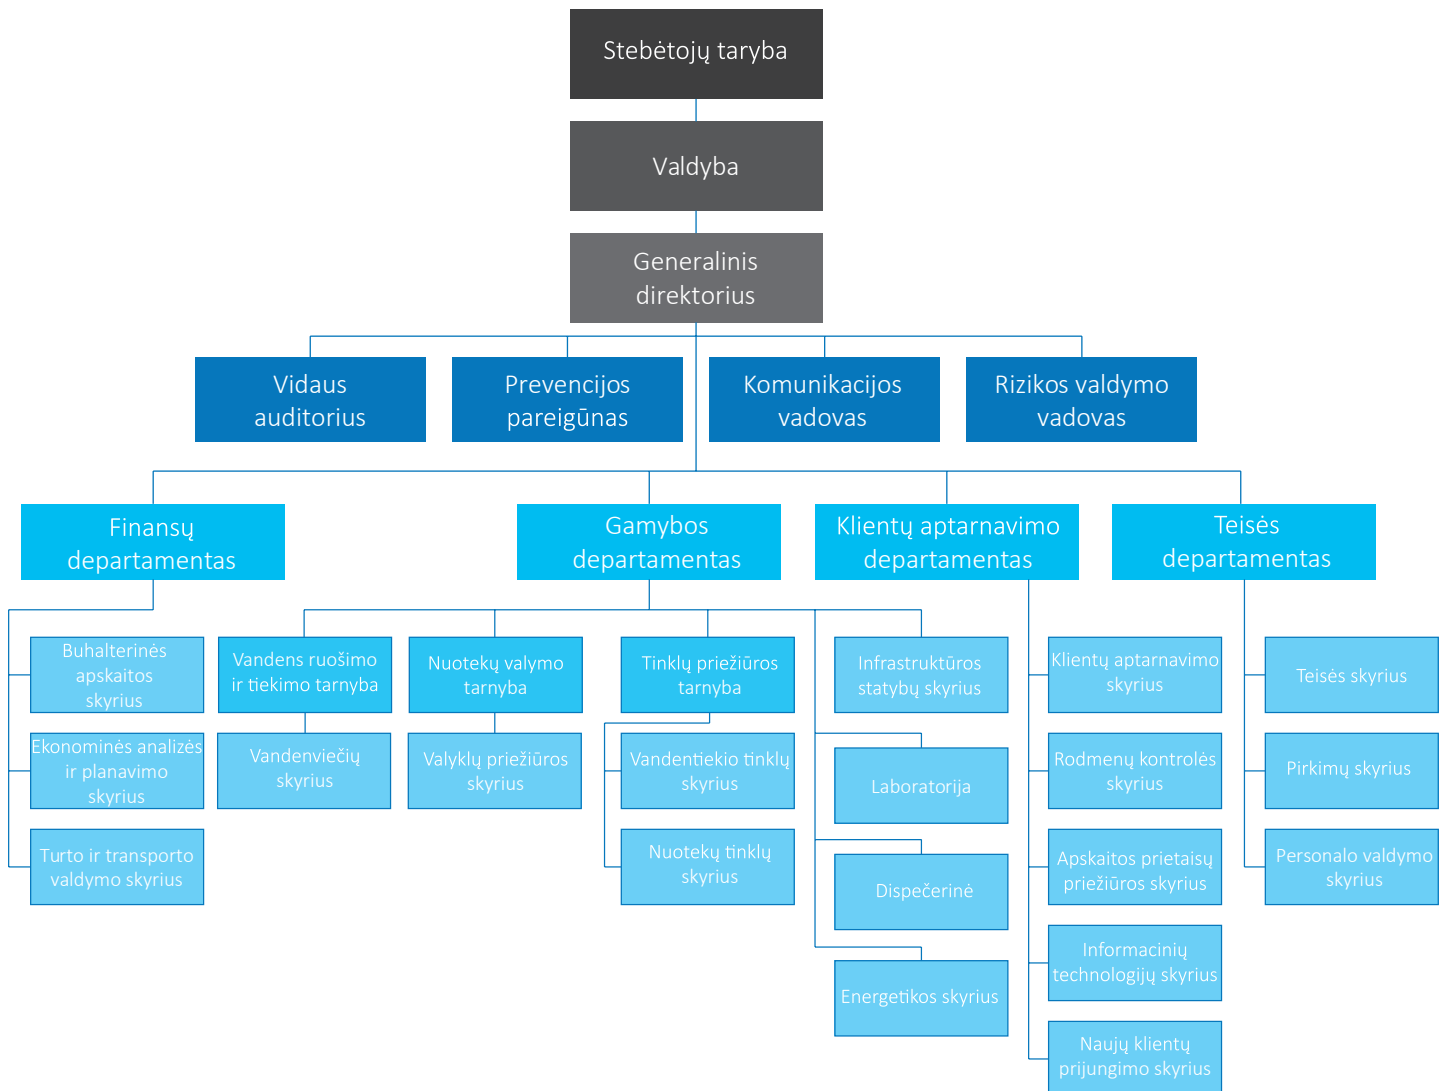 Stebėtojų taryba
Valdyba
Generalinis
direktorius
Vidaus
auditorius
Prevencijos
pareigūnas
Komunikacijos
vadovas
Rizikos valdymo
vadovas
Finansų
departamentas
Gamybos
departamentas
Klientų aptarnavimo
departamentas
Teisės
departamentas
Buhalterinės
apskaitos
skyrius
Ekonominės analizės
ir planavimo
skyrius
Turto ir transporto
valdymo skyrius
Vandens ruošimo
ir tiekimo tarnyba
Vandenviečių
skyrius
Nuotekų valymo
tarnyba
Valyklų priežiūros
skyrius
Tinklų priežiūros
tarnyba
Vandentiekio tinklų
skyrius
Nuotekų tinklų
skyrius
Infrastruktūros
statybų skyrius
Laboratorija
Dispečerinė
Energetikos skyrius
Klientų aptarnavimo
skyrius
Rodmenų kontrolės
skyrius
Apskaitos prietaisų
priežiūros skyrius
Informacinių
technologijų skyrius
Naujų klientų
prijungimo skyrius
Teisės skyrius
Pirkimų skyrius
Personalo valdymo
skyrius